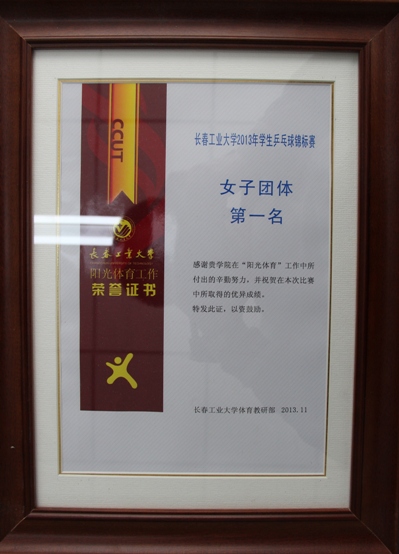 CCUT
长春工业大学
阳光体育工作
荣誉证书
长春工业大学2013年学生乒乓球锦标赛
女子团体
第一名
感谢贵学院在“阳光体育”工作中所
付出的辛勤努力，并祝贺在本次比赛
中所取得的优异成绩。
特发此证，以资鼓励。
长春工业大学体育教研部 2013.11